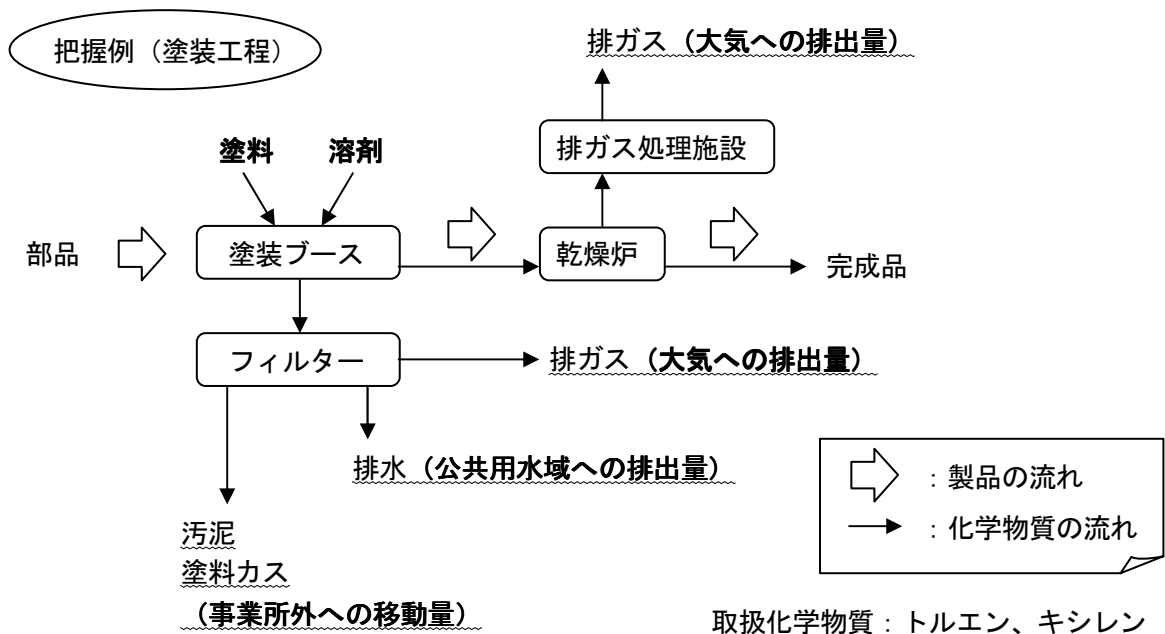 把握例（塗装工程）
排ガス（大気への排出量）
排ガス処理施設
塗料　溶剤
部品
塗装ブース
乾燥炉
完成品
フィルター
排ガス（大気への排出量）
排水（公共用水域への排出量）
：製品の流れ
：化学物質の流れ
汚泥
塗料カス
（事業所外への移動量）
取扱化学物質：トルエン、キシレン